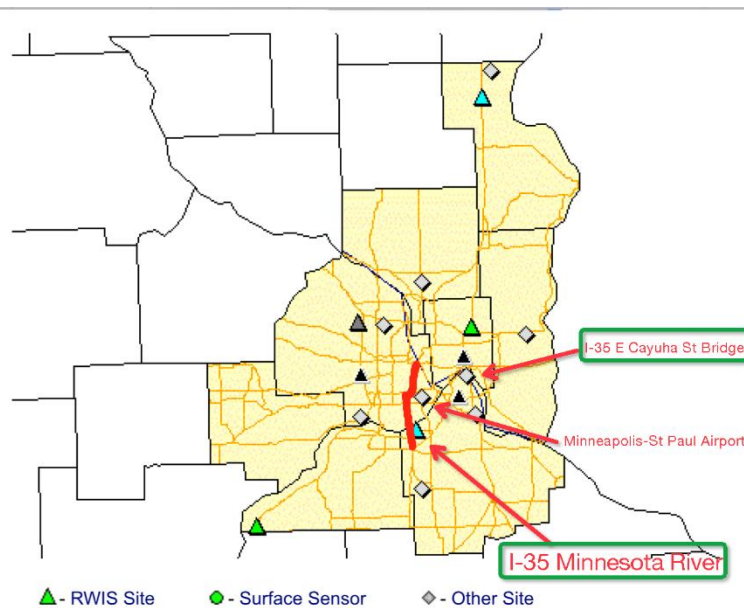 I-35 E Cayuha St Bridge
Minneapolis-St Paul Airport
I-35 Minnesota River
- RWIS Site
- Surface Sensor
- Other Site